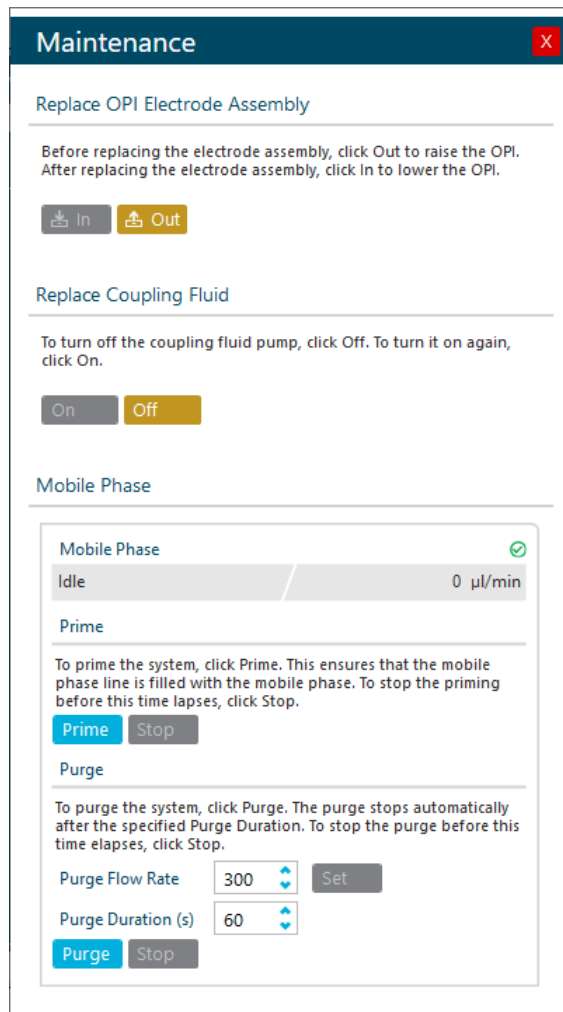 Maintenance
X
Replace OPI Electrode Assembly
Before replacing the electrode assembly, click Out to raise the OPI.
After replacing the electrode assembly, click In to lower the OPI.
In Out
Replace Coupling Fluid
To turn off the coupling fluid pump, click Off. To turn it on again,
click On.
On Off
Mobile Phase
Mobile Phase
Idle 0 µl/min
Prime
To prime the system, click Prime. This ensures that the mobile
phase line is filled with the mobile phase. To stop the priming
before this time lapses, click Stop.
Prime Stop
Purge
To purge the system, click Purge. The purge stops automatically
after the specified Purge Duration. To stop the purge before this
time elapses, click Stop.
Purge Flow Rate 300 Set
Purge Duration (s) 60
Purge Stop